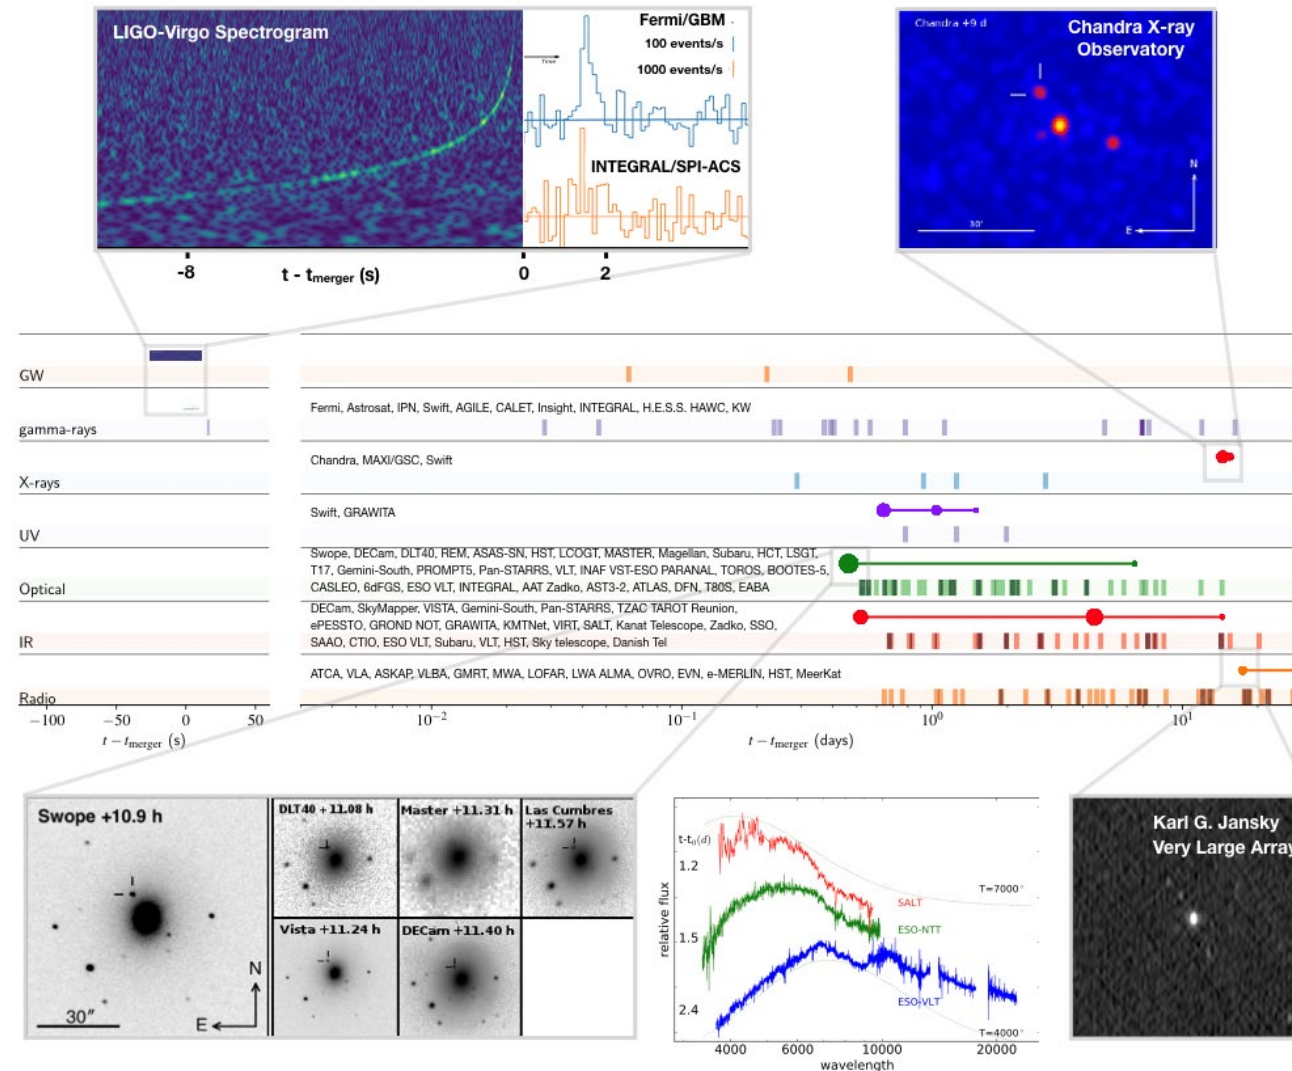 LIGO-Virgo Spectrogram
Fermi/GBM
100 events/s
1000 events/s
Time
INTEGRAL/SPI-ACS
-8
t - tmerger (s)
0
2
Chandra +9 d
Chandra X-ray
Observatory
N
E
30'
GW
Fermi, Astrosat, IPN, Swift, AGILE, CALET, Insight, INTEGRAL, H.E.S.S. HAWC, KW
gamma-rays
Chandra, MAXI/GSC, Swift
X-rays
Swift, GRAWITA
UV
Swope, DECam, DLT40, REM, ASAS-SN, HST, LCOGT, MASTER, Magellan, Subaru, HCT, LSGT,
T17, Gemini-South, PROMPT5, Pan-STARRS, VLT, INAF VST-ESO PARANAL, TOROS, BOOTES-5,
CASLEO, 6dFGS, ESO VLT, INTEGRAL, AAT Zadko, AST3-2, ATLAS, DFN, T80S, EABA
Optical
DECam, SkyMapper, VISTA, Gemini-South, Pan-STARRS, TZAC TAROT Reunion,
ePESSTO, GROND NOT, GRAWITA, KMTNet, VIRT, SALT, Kanat Telescope, Zadko, SSO,
SAAO, CTIO, ESO VLT, Subaru, VLT, HST, Sky telescope, Danish Tel
IR
ATCA, VLA, ASKAP, VLBA, GMRT, MWA, LOFAR, LWA ALMA, OVRO, EVN, e-MERLIN, HST, MeerKat
Radio
−100 −50 0 50
t − tmerger (s)
10⁻² 10⁻¹ 10⁰ 10¹
t − tmerger (days)
Swope +10.9 h
N
E
30″
DLT40 +11.08 h
Master +11.31 h
Las Cumbres
+11.57 h
Vista +11.24 h
DECam +11.40 h
t-t₀(d)
1.2
1.5
2.4
relative flux
T=7000°
SALT
ESO-NTT
ESO-VLT
T=4000°
4000 6000 10000 20000
wavelength
Karl G. Jansky
Very Large Array